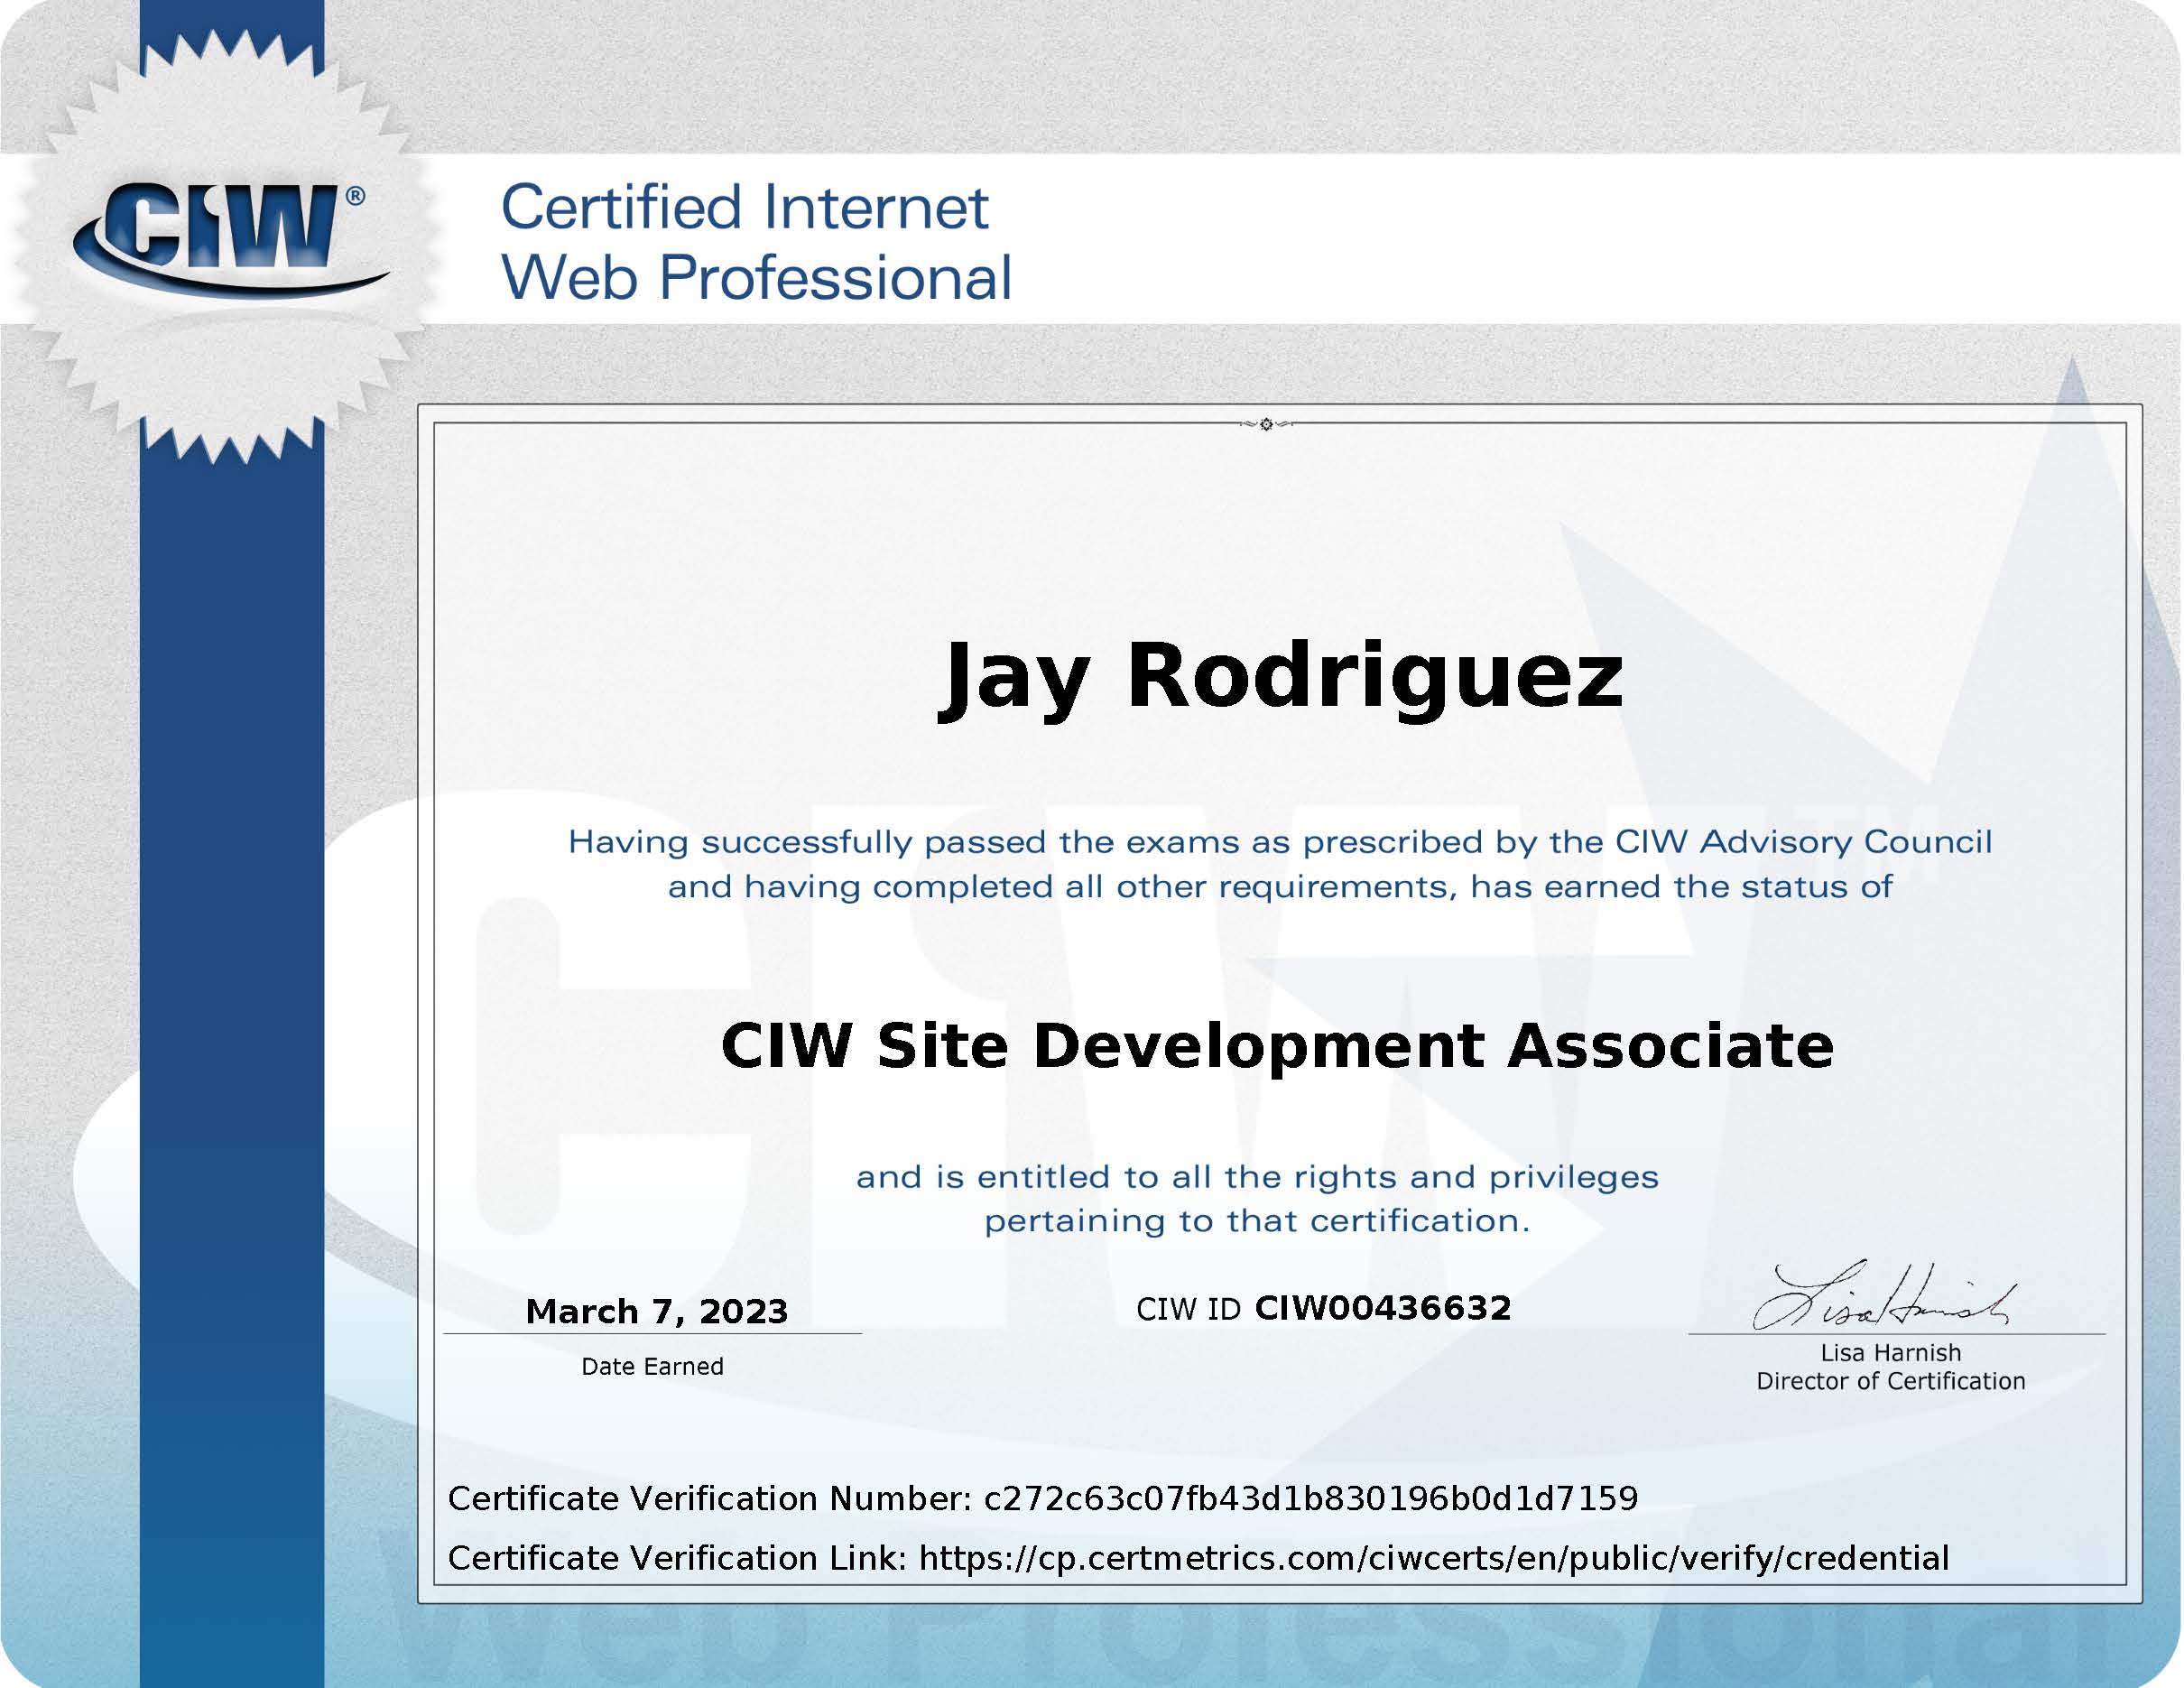 CIW®
Certified Internet
Web Professional
Jay Rodriguez
Having successfully passed the exams as prescribed by the CIW Advisory Council
and having completed all other requirements, has earned the status of
CIW Site Development Associate
and is entitled to all the rights and privileges
pertaining to that certification.
March 7, 2023
Date Earned
CIW ID CIW00436632
Lisa Harnish
Lisa Harnish
Director of Certification
Certificate Verification Number: c272c63c07fb43d1b830196b0d1d7159
Certificate Verification Link: https://cp.certmetrics.com/ciwcerts/en/public/verify/credential
CIW TM
Web Professional